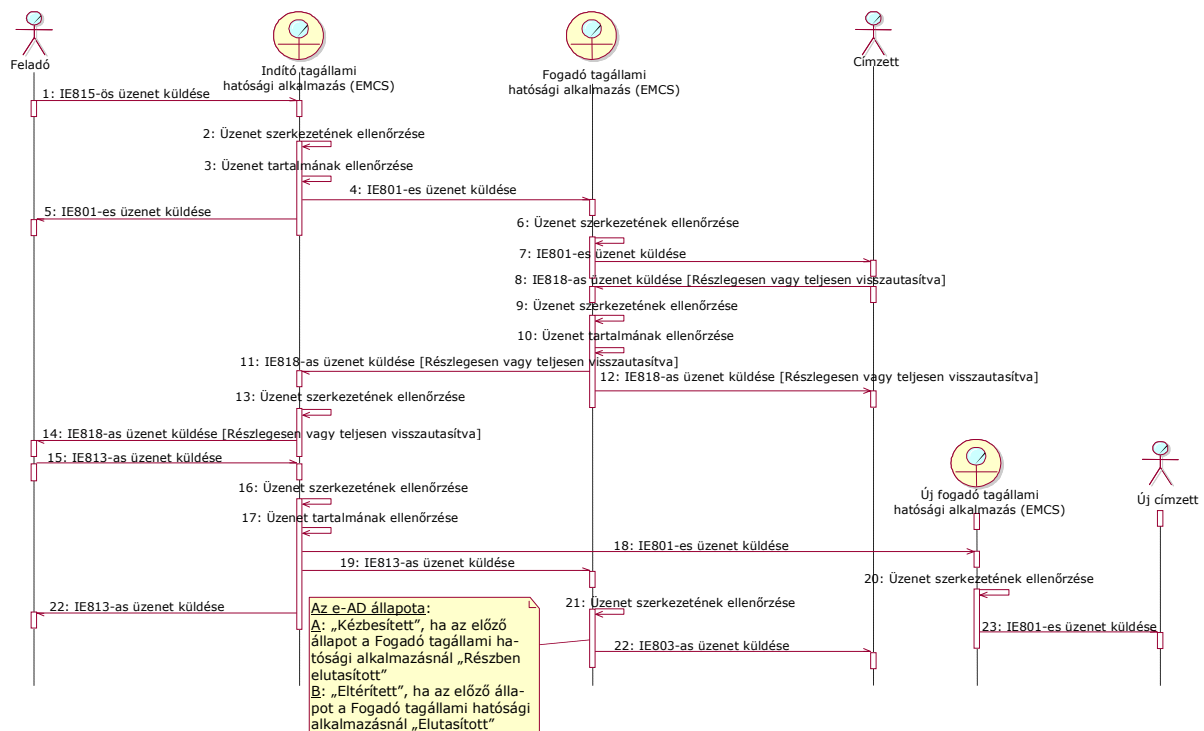 Feladó
Indító tagállami
hatósági alkalmazás (EMCS)
Fogadó tagállami
hatósági alkalmazás (EMCS)
Címzett
1: IE815-ös üzenet küldése
2: Üzenet szerkezetének ellenőrzése
3: Üzenet tartalmának ellenőrzése
4: IE801-es üzenet küldése
5: IE801-es üzenet küldése
6: Üzenet szerkezetének ellenőrzése
7: IE801-es üzenet küldése
8: IE818-as üzenet küldése [Részlegesen vagy teljesen visszautasítva]
9: Üzenet szerkezetének ellenőrzése
10: Üzenet tartalmának ellenőrzése
11: IE818-as üzenet küldése [Részlegesen vagy teljesen visszautasítva]
12: IE818-as üzenet küldése [Részlegesen vagy teljesen visszautasítva]
13: Üzenet szerkezetének ellenőrzése
14: IE818-as üzenet küldése [Részlegesen vagy teljesen visszautasítva]
15: IE813-as üzenet küldése
16: Üzenet szerkezetének ellenőrzése
17: Üzenet tartalmának ellenőrzése
Új fogadó tagállami
hatósági alkalmazás (EMCS)
Új címzett
18: IE801-es üzenet küldése
19: IE813-as üzenet küldése
20: Üzenet szerkezetének ellenőrzése
21: Üzenet szerkezetének ellenőrzése
22: IE813-as üzenet küldése
23: IE801-es üzenet küldése
22: IE803-as üzenet küldése
Az e-AD állapota:
A: „Kézbesített”, ha az előző
állapot a Fogadó tagállami ha-
tósági alkalmazásnál „Részben
elutasított”
B: „Eltérített”, ha az előző álla-
pot a Fogadó tagállami hatósági
alkalmazásnál „Elutasított”